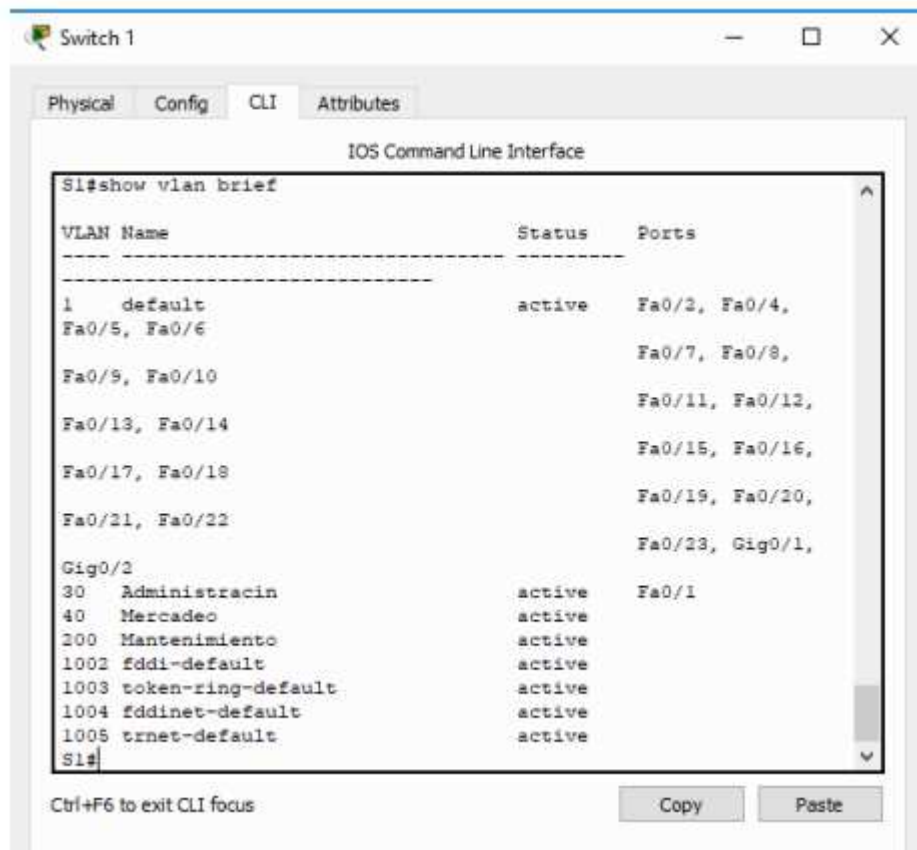 Switch 1
Physical Config CLI Attributes
IOS Command Line Interface
S1#show vlan brief
VLAN Name Status Ports
---- -------------------------------- ---------
-------------------------------
1 default active Fa0/2, Fa0/4,
Fa0/5, Fa0/6
Fa0/7, Fa0/8,
Fa0/9, Fa0/10
Fa0/11, Fa0/12,
Fa0/13, Fa0/14
Fa0/15, Fa0/16,
Fa0/17, Fa0/18
Fa0/19, Fa0/20,
Fa0/21, Fa0/22
Fa0/23, Gig0/1,
Gig0/2
30 Administracin active Fa0/1
40 Mercadeo active
200 Mantenimiento active
1002 fddi-default active
1003 token-ring-default active
1004 fddinet-default active
1005 trnet-default active
S1#
Ctrl+F6 to exit CLI focus
Copy Paste